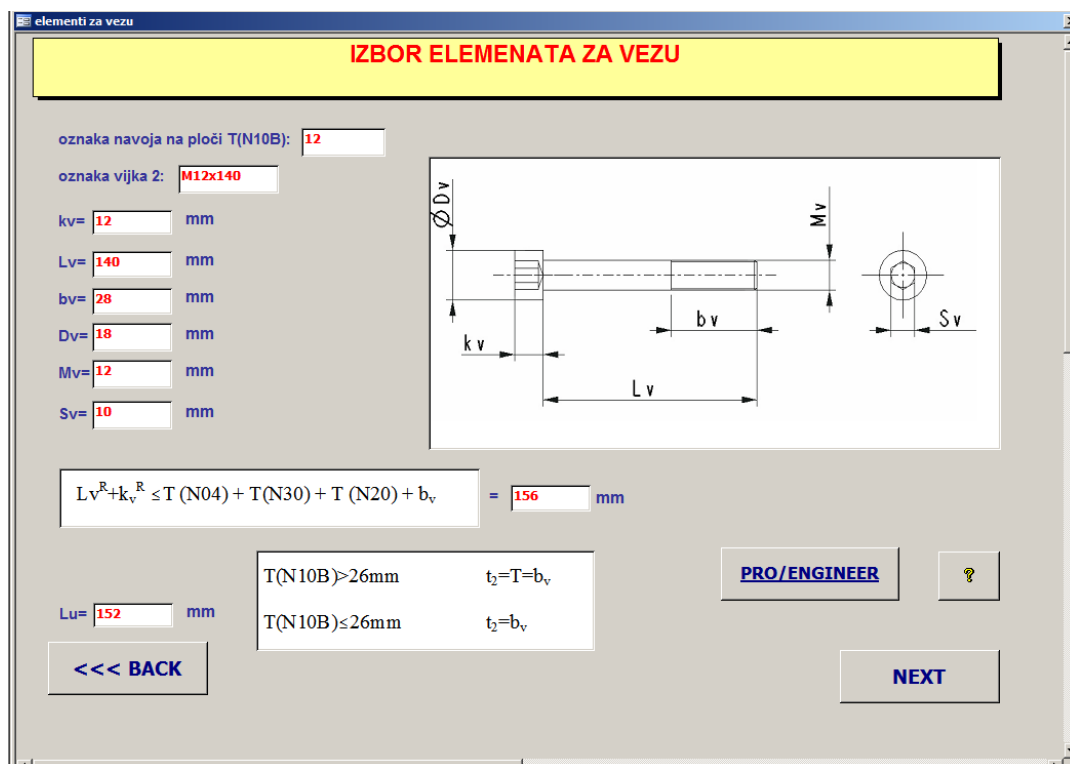 elementi za vezu
IZBOR ELEMENATA ZA VEZU
oznaka navoja na ploči T(N10B): 12
oznaka vijka 2: M12x140
kv= 12 mm
Lv= 140 mm
bv= 28 mm
Dv= 18 mm
Mv= 12 mm
Sv= 10 mm
ØDv
Mv
bv
Sv
kv
Lv
Lvᴿ+kᵥᴿ ≤T (N04) + T(N30) + T (N20) + bᵥ = 156 mm
T(N10B)>26mm t₂=T=bᵥ
T(N10B)≤26mm t₂=bᵥ
PRO/ENGINEER
?
Lu= 152 mm
<<< BACK
NEXT